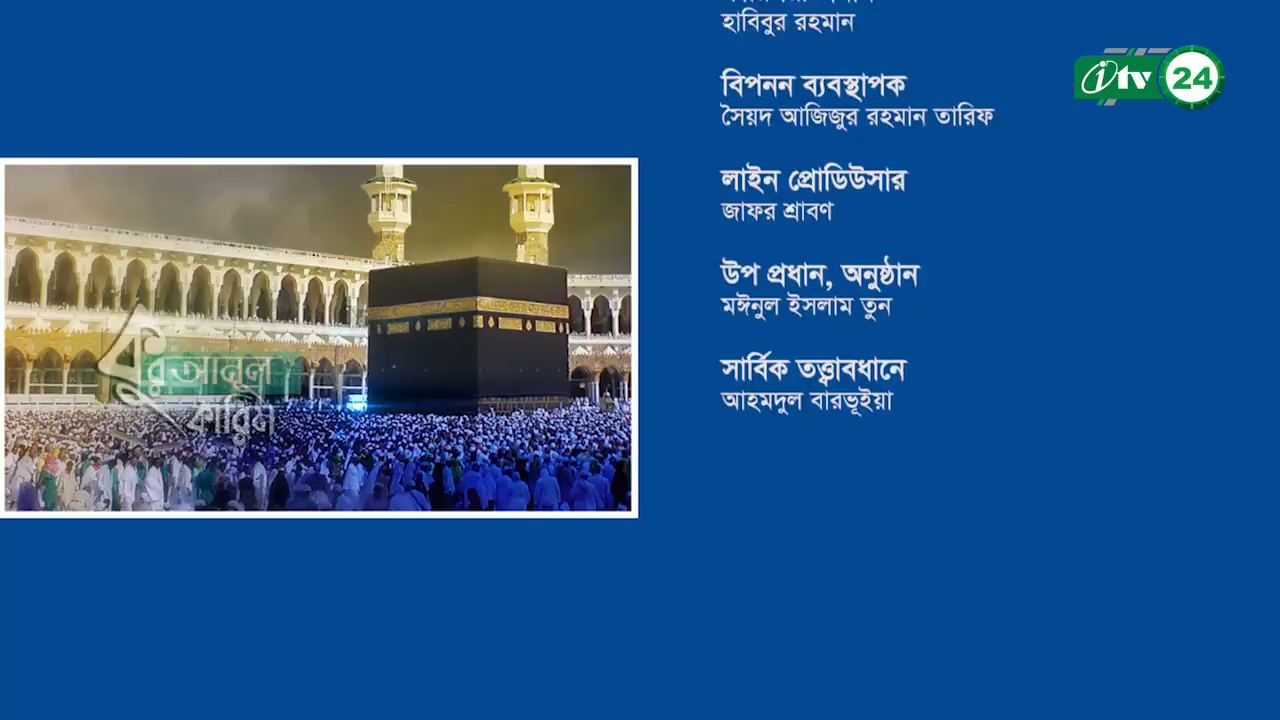 হাবিবুর রহমান
বিপনন ব্যবস্থাপক
সৈয়দ আজিজুর রহমান তারিফ
লাইন প্রোডিউসার
জাফর শ্রাবণ
উপ প্রধান, অনুষ্ঠান
মঈনুল ইসলাম তুন
সার্বিক তত্ত্বাবধানে
আহমদুল বারভূইয়া
itv 24
কুরআনুল
কারিম